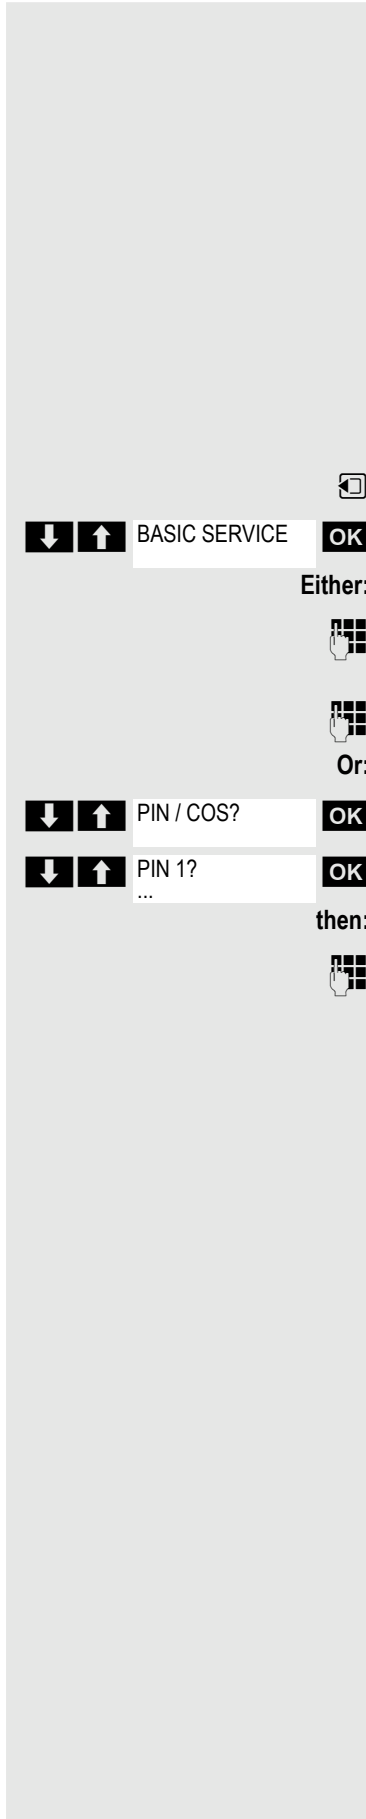 BASIC SERVICE OK
Either:
Or:
PIN / COS? OK
PIN 1? OK
...
then: